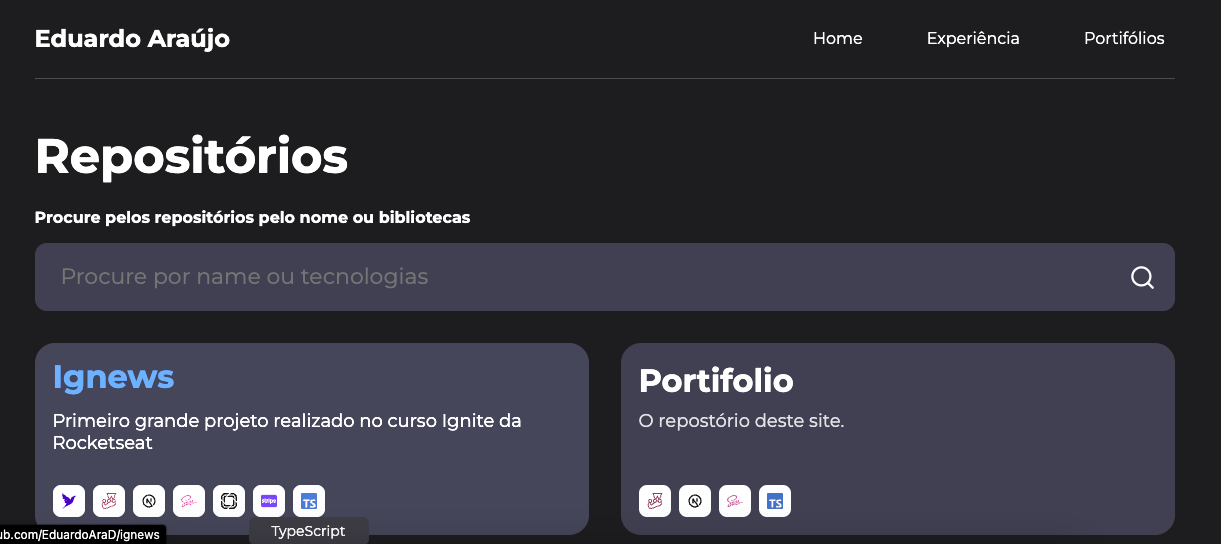 Eduardo Araújo
Home
Experiência
Portifólios
Repositórios
Procure pelos repositórios pelo nome ou bibliotecas
Procure por name ou tecnologias
Ignews
Primeiro grande projeto realizado no curso Ignite da
Rocketseat
stripe
TS
TypeScript
Portifolio
O repostório deste site.
TS
ub.com/EduardoAraD/ignews